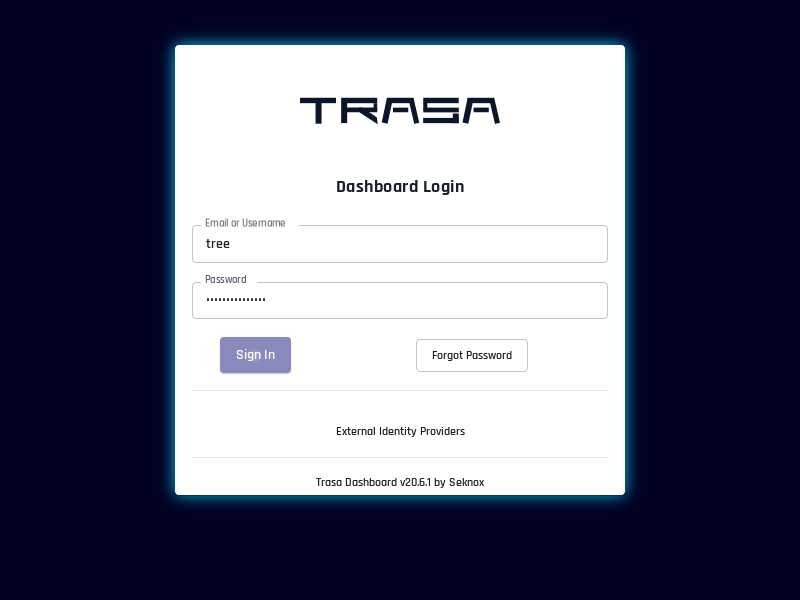 TRASA
Dashboard Login
Email or Username
tree
Password
•••••••••••••••
Sign In
Forgot Password
External Identity Providers
Trasa Dashboard v20.6.1 by Seknox